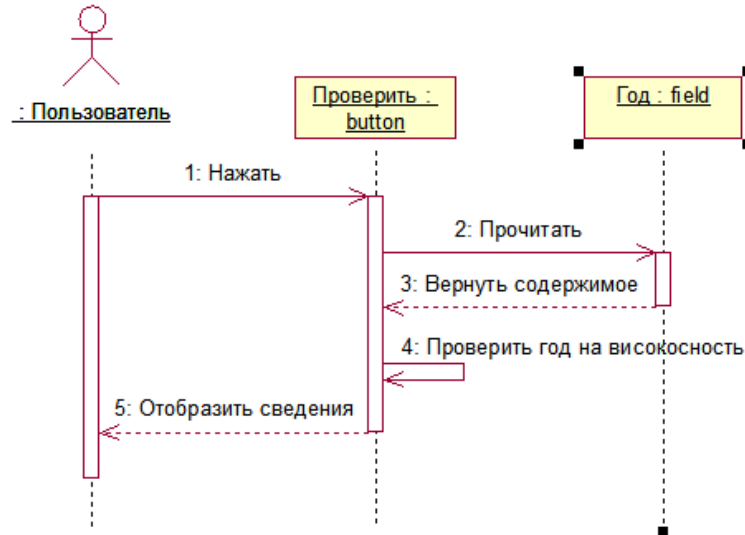 : Пользователь
Проверить :
button
Год : field
1: Нажать
2: Прочитать
3: Вернуть содержимое
4: Проверить год на високосность
5: Отобразить сведения